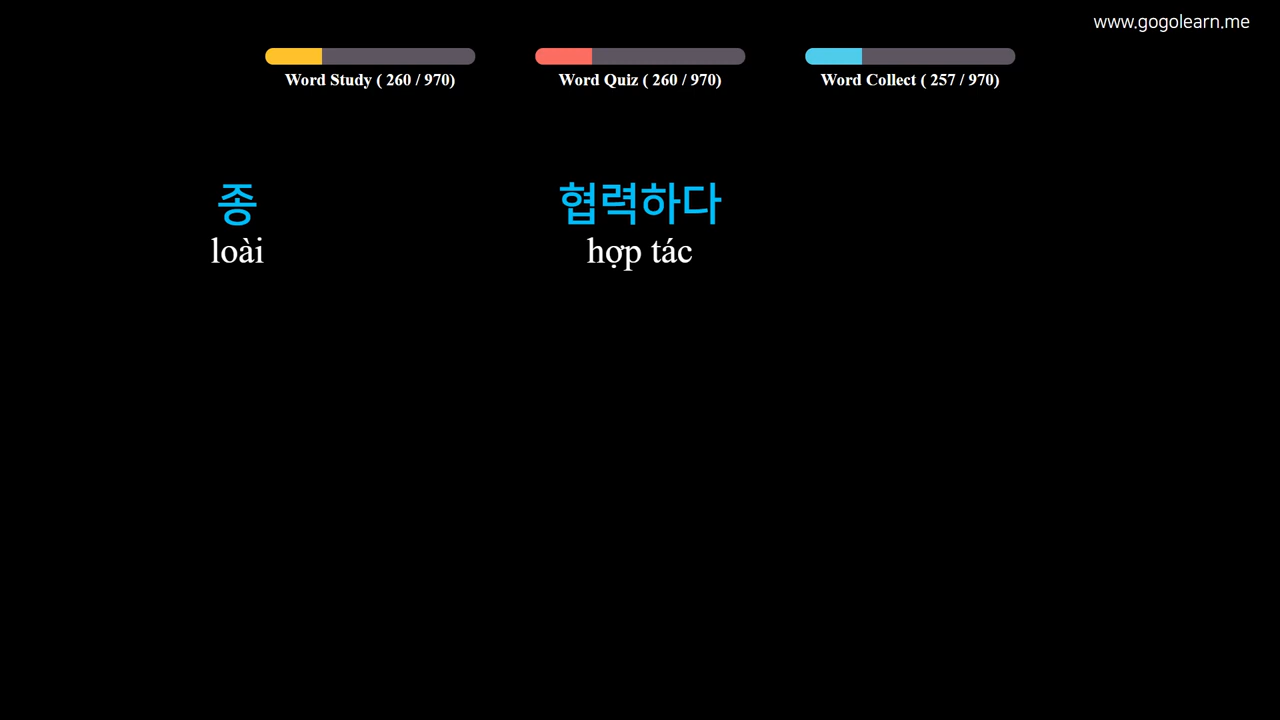 www.gogolearn.me
Word Study ( 260 / 970)
Word Quiz ( 260 / 970)
Word Collect ( 257 / 970)
종
loài
협력하다
hợp tác